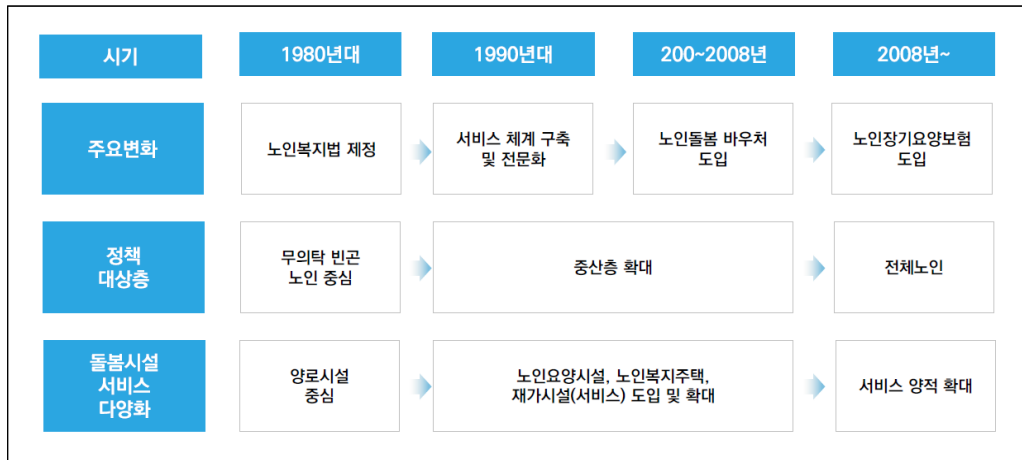 시기
1980년대
1990년대
200~2008년
2008년~
주요변화
노인복지법 제정
서비스 체계 구축
및 전문화
노인돌봄 바우처
도입
노인장기요양보험
도입
정책
대상층
무의탁 빈곤
노인 중심
중산층 확대
전체노인
돌봄시설
서비스
다양화
양로시설
중심
노인요양시설, 노인복지주택,
재가시설(서비스) 도입 및 확대
서비스 양적 확대